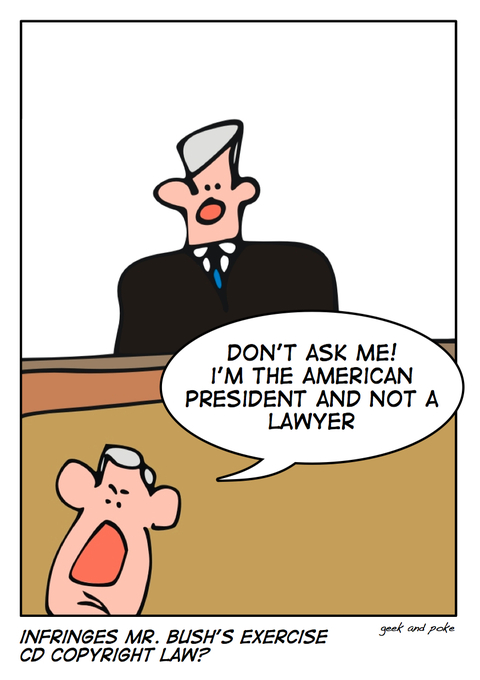 DON'T ASK ME!
I'M THE AMERICAN
PRESIDENT AND NOT A
LAWYER
geek and poke
INFRINGES MR. BUSH'S EXERCISE
CD COPYRIGHT LAW?